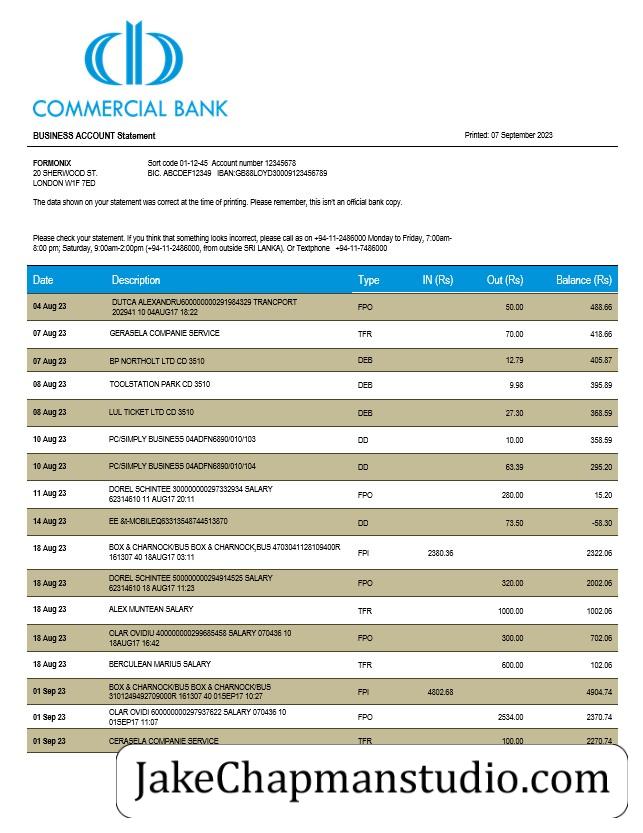 COMMERCIAL BANK
BUSINESS ACCOUNT Statement Printed: 07 September 2023
FORMONIX Sort code 01-12-45 Account number 12345678
20 SHERWOOD ST. BIC. ABCDEF12349 IBAN:GB88LOYD30009123456789
LONDON W1F 7ED
The data shown on your statement was correct at the time of printing. Please remember, this isn't an official bank copy.
Please check your statement. If you think that something looks incorrect, please call as on +94-11-2486000 Monday to Friday, 7:00am-
8:00 pm; Saturday, 9:00am-2:00pm (+94-11-2486000, from outside SRI LANKA). Or Textphone +94-11-7486000
Date Description Type IN (Rs) Out (Rs) Balance (Rs)
04 Aug 23 DUTCA ALEXANDRU600000000291984329 TRANCPORT
202941 10 04AUG17 18:22 FPO 50.00 488.66
07 Aug 23 GERASELA COMPANIE SERVICE TFR 70.00 418.66
07 Aug 23 BP NORTHOLT LTD CD 3510 DEB 12.79 405.87
08 Aug 23 TOOLSTATION PARK CD 3510 DEB 9.98 395.89
08 Aug 23 LUL TICKET LTD CD 3510 DEB 27.30 368.59
10 Aug 23 PC/SIMPLY BUSINESS 04ADFN6890/010/103 DD 10.00 358.59
10 Aug 23 PC/SIMPLY BUSINESS 04ADFN6890/010/104 DD 63.39 295.20
11 Aug 23 DOREL SCHINTEE 300000000297332934 SALARY
62314610 11 AUG17 20:11 FPO 280.00 15.20
14 Aug 23 EE &t-MOBILEQ63313548744513870 DD 73.50 -58.30
18 Aug 23 BOX & CHARNOCK/BUS BOX & CHARNOCK,BUS 4703041128109400R
161307 40 18AUG17 03:11 FPI 2380.36 2322.06
18 Aug 23 DOREL SCHINTEE 500000000294914525 SALARY
62314610 18 AUG17 11:23 FPO 320.00 2002.06
18 Aug 23 ALEX MUNTEAN SALARY TFR 1000.00 1002.06
18 Aug 23 OLAR OVIDIU 400000000299685458 SALARY 070436 10
18AUG17 16:42 FPO 300.00 702.06
18 Aug 23 BERCULEAN MARIUS SALARY TFR 600.00 102.06
01 Sep 23 BOX & CHARNOCK/BUS BOX & CHARNOCK/BUS
3101249492709000R 161307 40 01SEP17 10:27 FPI 4802.68 4904.74
01 Sep 23 OLAR OVIDI 600000000297937622 SALARY 070436 10
01SEP17 11:07 FPO 2534.00 2370.74
01 Sep 23 CERASELA COMPANIE SERVICE TFR 100.00 2270.74
JakeChapmanstudio.com